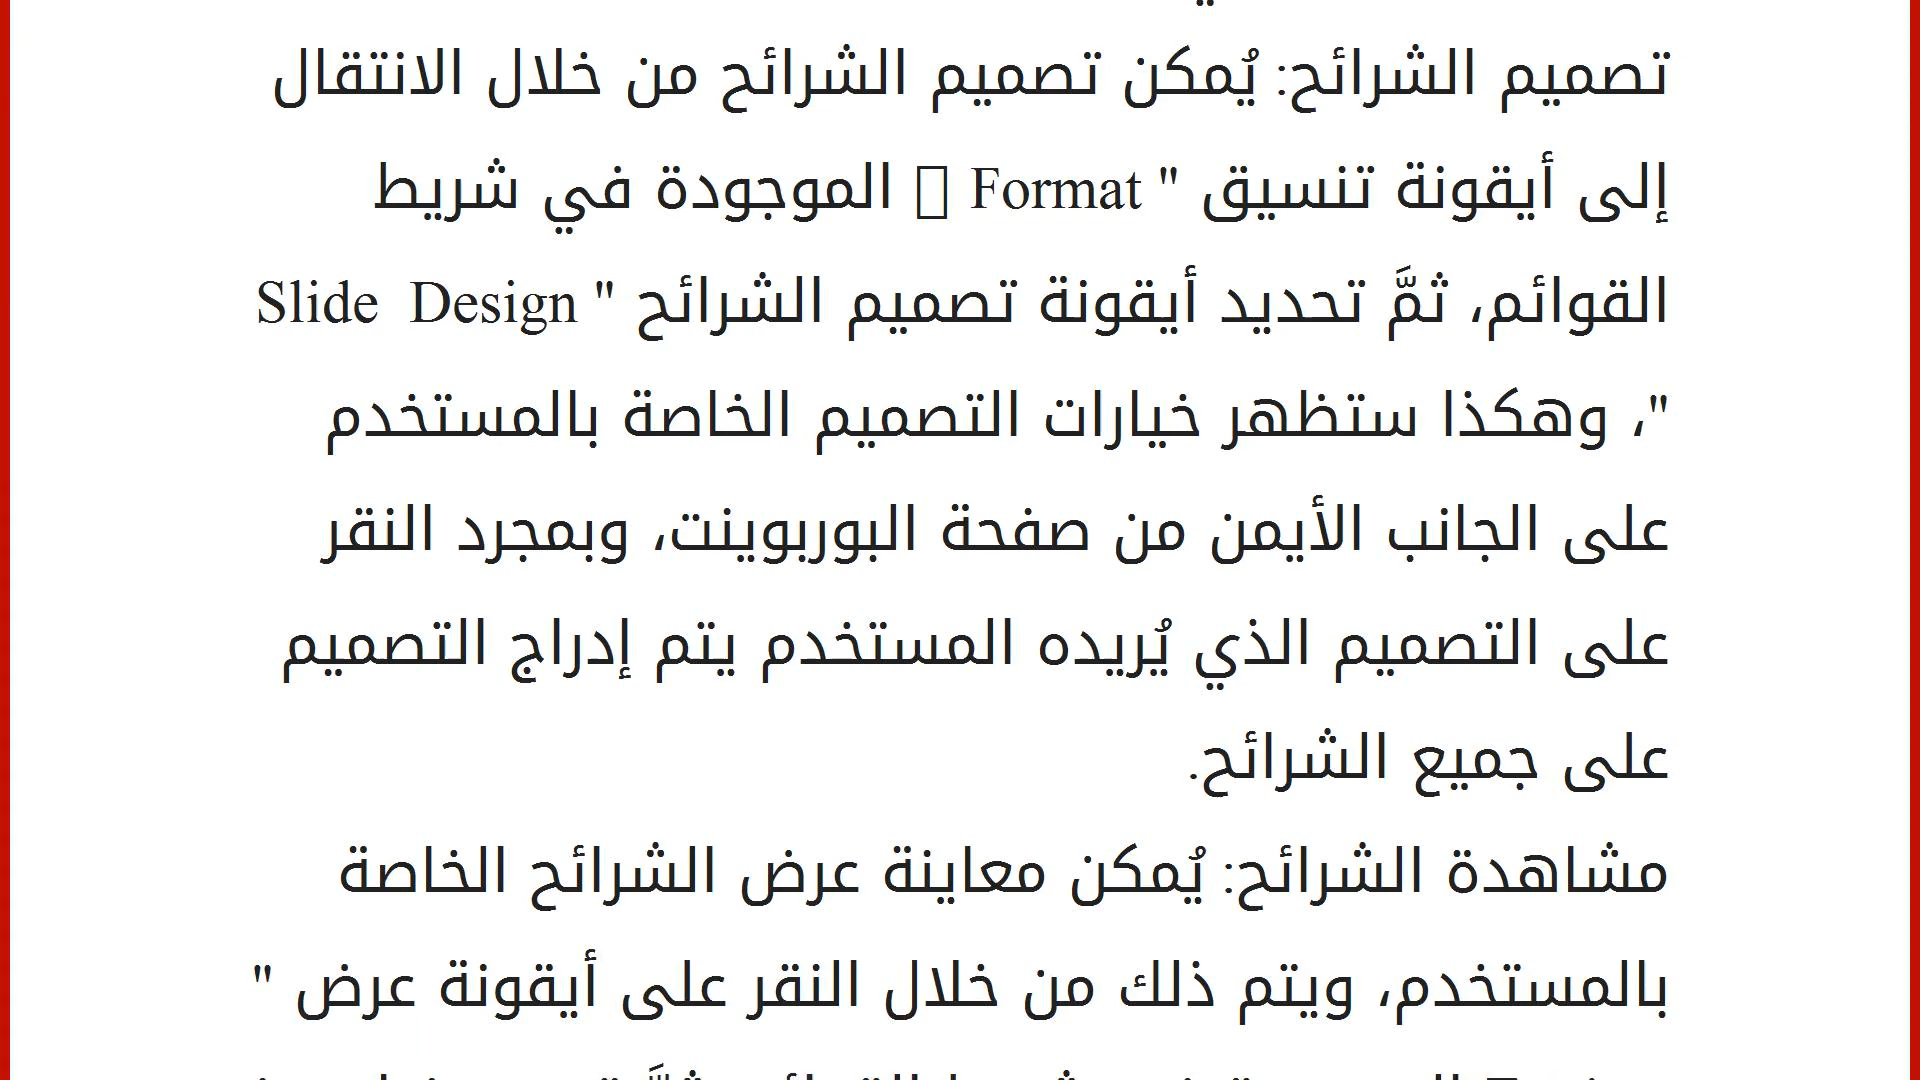 تصميم الشرائح: يُمكن تصميم الشرائح من خلال الانتقال
إلى أيقونة تنسيق " Format الموجودة في شريط
القوائم، ثمَّ تحديد أيقونة تصميم الشرائح " Slide Design
"، وهكذا ستظهر خيارات التصميم الخاصة بالمستخدم
على الجانب الأيمن من صفحة البوربوينت، وبمجرد النقر
على التصميم الذي يُريده المستخدم يتم إدراج التصميم
على جميع الشرائح.
مشاهدة الشرائح: يُمكن معاينة عرض الشرائح الخاصة
بالمستخدم، ويتم ذلك من خلال النقر على أيقونة عرض "